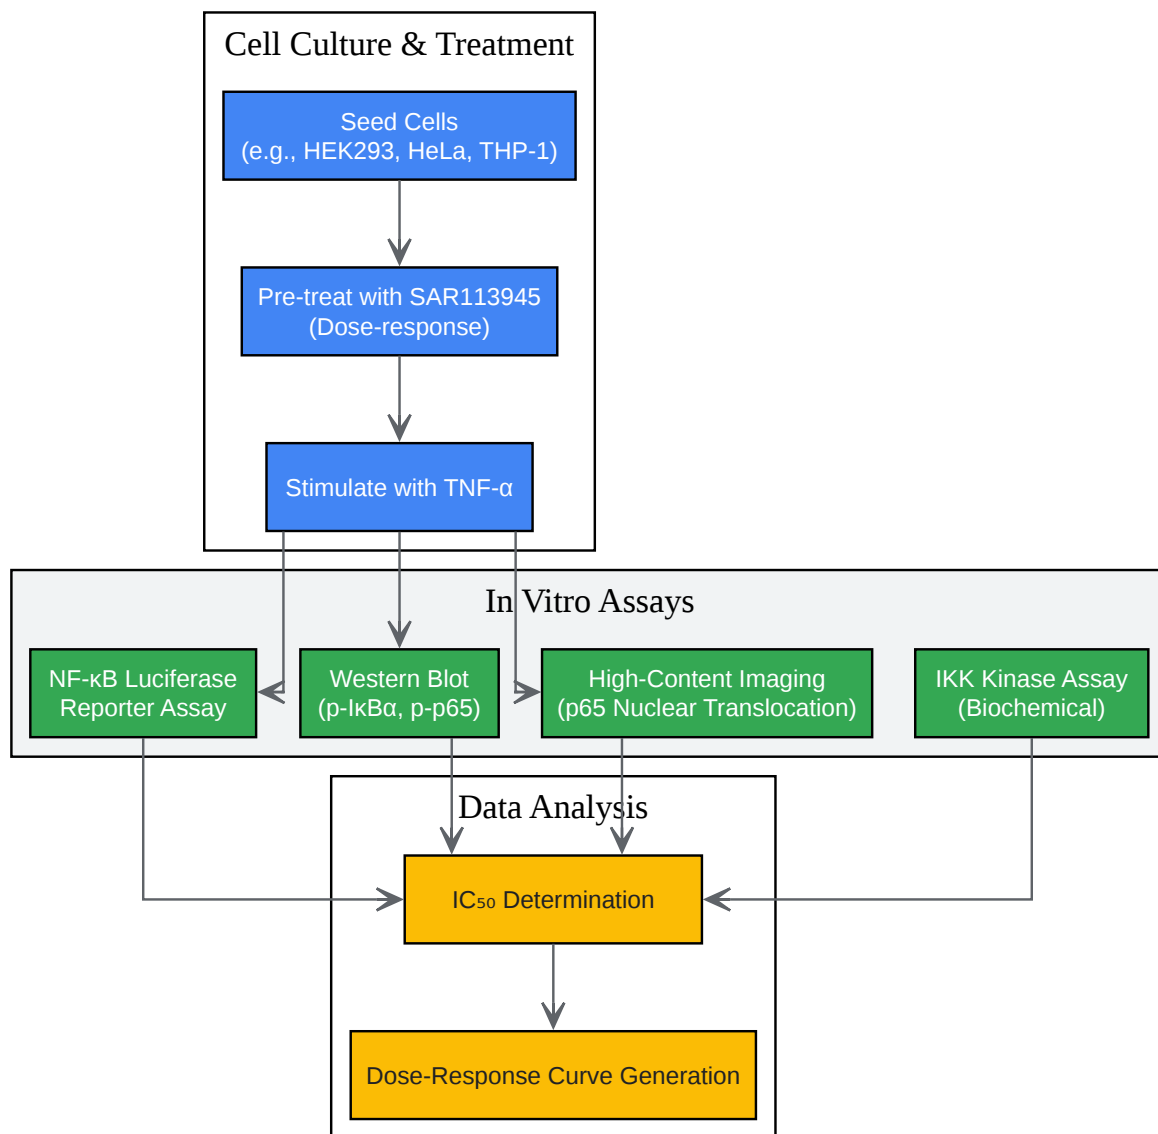 Cell Culture & Treatment
Seed Cells
(e.g., HEK293, HeLa, THP-1)
Pre-treat with SAR113945
(Dose-response)
Stimulate with TNF-α
In Vitro Assays
NF-κB Luciferase
Reporter Assay
Western Blot
(p-IκBα, p-p65)
High-Content Imaging
(p65 Nuclear Translocation)
IKK Kinase Assay
(Biochemical)
Data Analysis
IC₅₀ Determination
Dose-Response Curve Generation